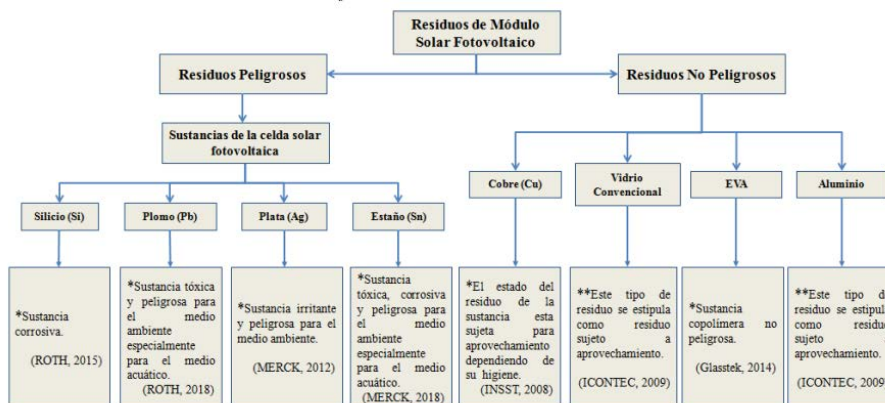 Residuos de Módulo
Solar Fotovoltaico
Residuos Peligrosos
Residuos No Peligrosos
Sustancias de la celda solar
fotovoltaica
Cobre (Cu)
Vidrio
Convencional
EVA
Aluminio
Silicio (Si)
Plomo (Pb)
Plata (Ag)
Estaño (Sn)
*Sustancia
corrosiva.
(ROTH, 2015)
*Sustancia tóxica
y peligrosa para
el medio
ambiente
especialmente
para el medio
acuático.
(ROTH, 2018)
*Sustancia irritante
y peligrosa para el
medio ambiente.
(MERCK, 2012)
*Sustancia
tóxica, corrosiva
y peligrosa para
el medio
ambiente
especialmente
para el medio
acuático.
(MERCK, 2018)
*El estado del
residuo de la
sustancia esta
sujeta para
aprovechamiento
dependiendo de
su higiene.
(INSST, 2008)
**Este tipo de
residuo se estipula
como residuo
sujeto a
aprovechamiento.
(ICONTEC, 2009)
*Sustancia
copolímera no
peligrosa.
(Glasstek, 2014)
**Este tipo d
residuo se estipul
como residu
sujeto
aprovechamiento.
(ICONTEC, 2009